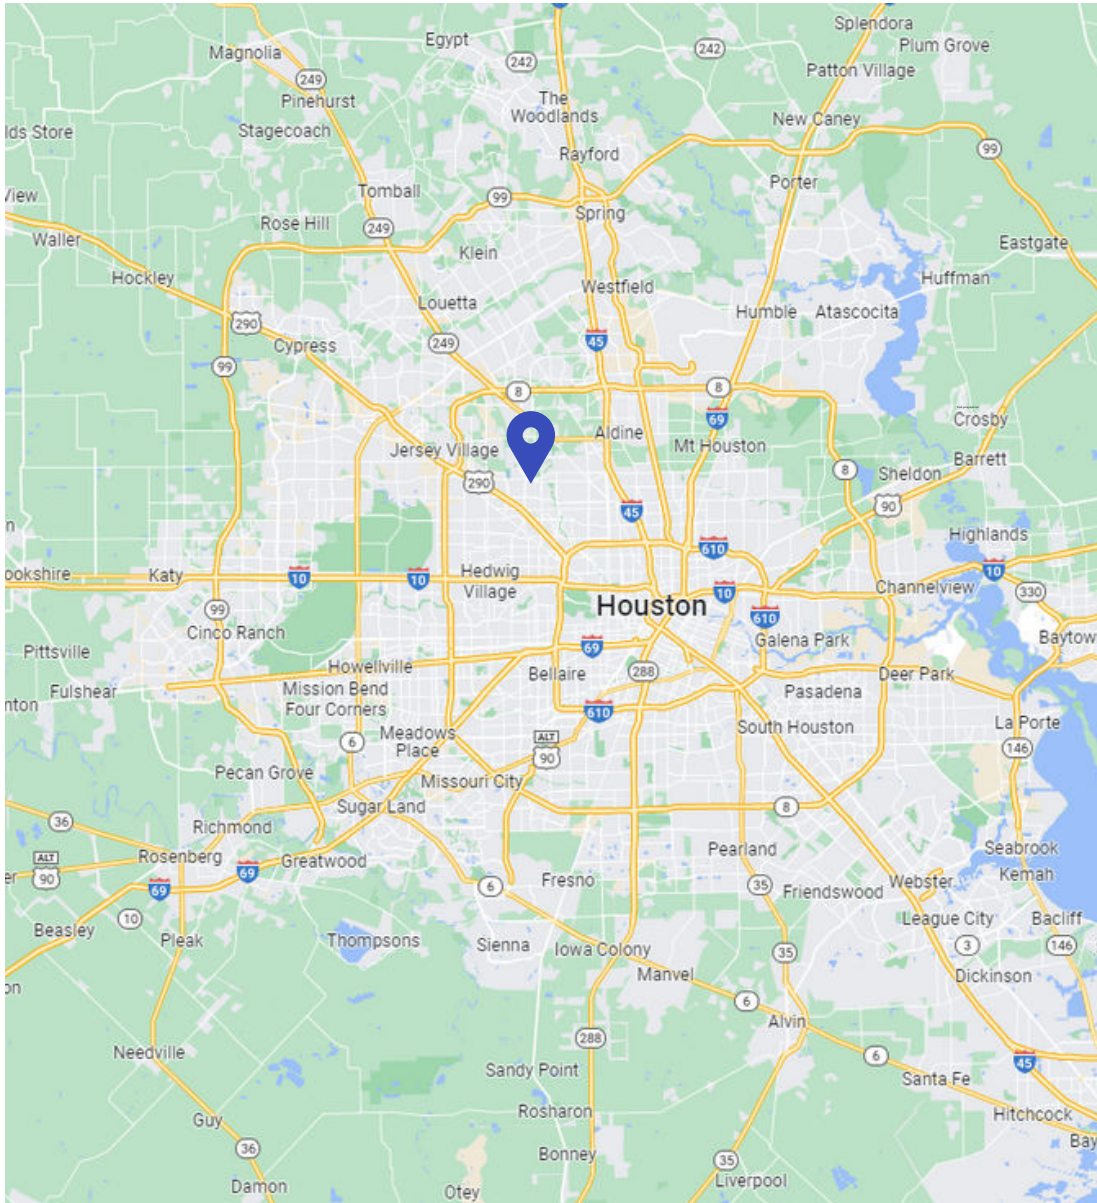 Splendora
Egypt
Plum Grove
Magnolia
242
242
Patton Village
249
Pinehurst
The
Woodlands
New Caney
lds Store
Stagecoach
Rayford
99
Porter
Tomball
99
View
Spring
Rose Hill
249
Waller
Klein
Eastgate
Hockley
Huffman
Westfield
Louetta
Humble
Atascocita
290
45
249
Cypress
99
8
8
69
Crosby
Aldine
Jersey Village
Mt Houston
Barrett
8
Sheldon
290
90
45
Highlands
610
ookshire
Katy
10
10
Hedwig
Village
10
10
Channelview
330
99
Houston
610
Cinco Ranch
Galena Park
Baytow
Pittsville
69
Howellville
Bellaire
288
Deer Park
Fulshear
Mission Bend
Four Corners
Pasadena
nton
610
La Porte
South Houston
Meadows
Place
6
ALT
90
146
Pecan Grove
Missouri City
Sugar Land
8
36
Richmond
Pearland
Seabrook
ALT
90
Rosenberg
69
Greatwood
Kemah
er
69
6
Fresno
35
Friendswood
Webster
10
League City
Bacliff
Beasley
Pleak
Thompsons
Sienna
Iowa Colony
35
3
146
Manvel
Dickinson
on
6
Alvin
288
Needville
6
45
Sandy Point
Santa Fe
Rosharon
Hitchcock
Guy
Bay
36
Bonney
35
Damon
Otey
Liverpool